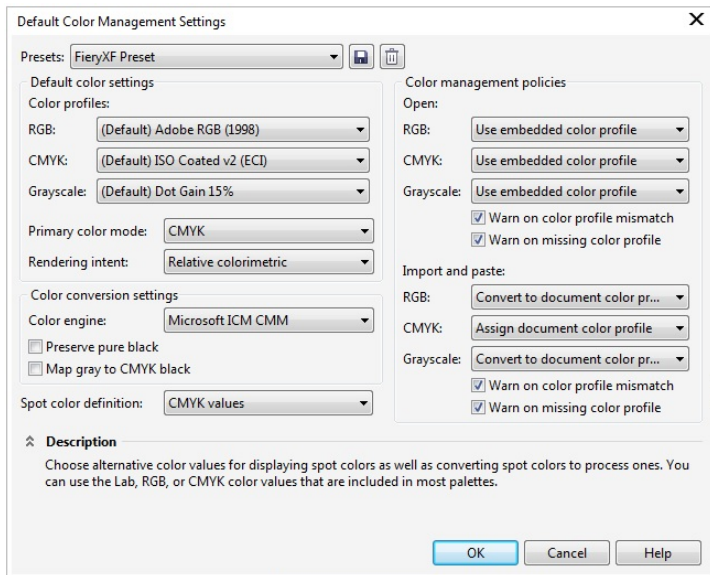 Default Color Management Settings
X
Presets: FieryXF Preset
Default color settings
Color profiles:
RGB: (Default) Adobe RGB (1998)
CMYK: (Default) ISO Coated v2 (ECI)
Grayscale: (Default) Dot Gain 15%
Primary color mode: CMYK
Rendering intent: Relative colorimetric
Color conversion settings
Color engine: Microsoft ICM CMM
Preserve pure black
Map gray to CMYK black
Spot color definition: CMYK values
Color management policies
Open:
RGB: Use embedded color profile
CMYK: Use embedded color profile
Grayscale: Use embedded color profile
Warn on color profile mismatch
Warn on missing color profile
Import and paste:
RGB: Convert to document color pr...
CMYK: Assign document color profile
Grayscale: Convert to document color pr...
Warn on color profile mismatch
Warn on missing color profile
Description
Choose alternative color values for displaying spot colors as well as converting spot colors to process ones. You
can use the Lab, RGB, or CMYK color values that are included in most palettes.
OK Cancel Help